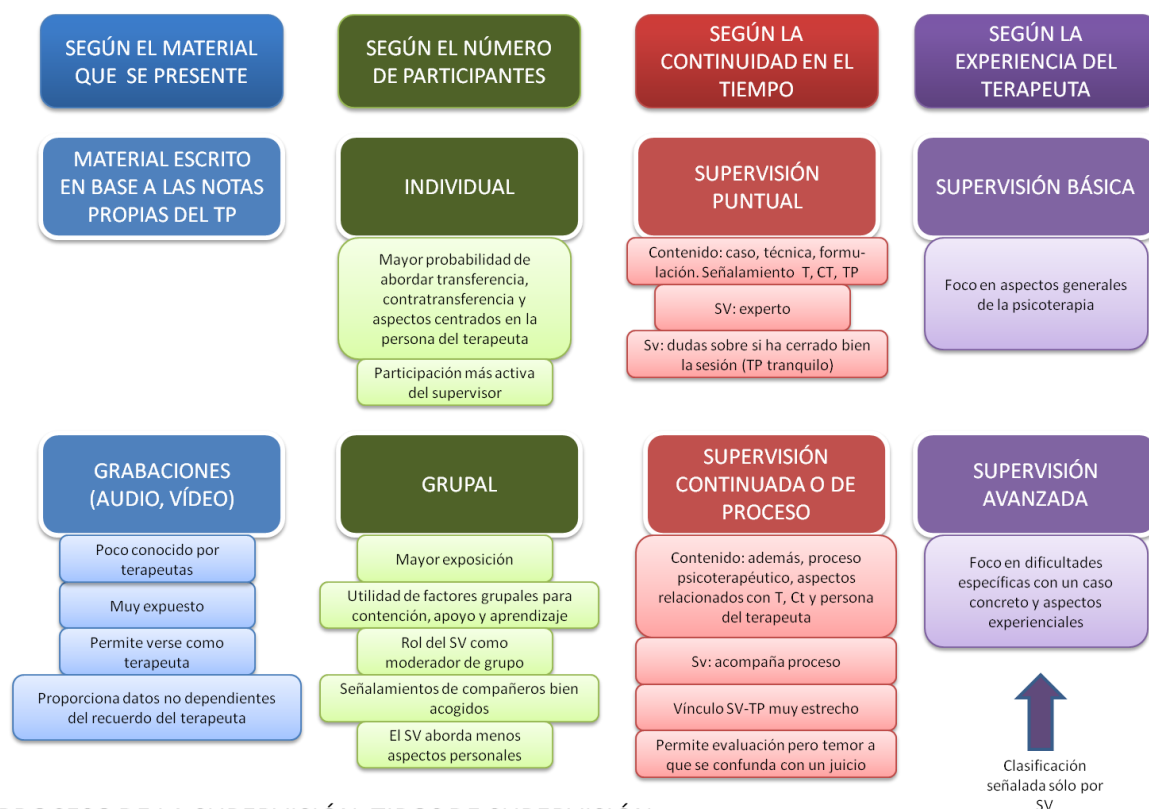 SEGÚN EL MATERIAL
QUE SE PRESENTE
SEGÚN EL NÚMERO
DE PARTICIPANTES
SEGÚN LA
CONTINUIDAD EN EL
TIEMPO
SEGÚN LA
EXPERIENCIA DEL
TERAPEUTA
MATERIAL ESCRITO
EN BASE A LAS NOTAS
PROPIAS DEL TP
INDIVIDUAL
Mayor probabilidad de
abordar transferencia,
contratransferencia y
aspectos centrados en la
persona del terapeuta
Participación más activa
del supervisor
SUPERVISIÓN
PUNTUAL
Contenido: caso, técnica, formu-
lación. Señalamiento T, CT, TP
SV: experto
Sv: dudas sobre si ha cerrado bien
la sesión (TP tranquilo)
SUPERVISIÓN BÁSICA
Foco en aspectos generales
de la psicoterapia
GRABACIONES
(AUDIO, VÍDEO)
Poco conocido por
terapeutas
Muy expuesto
Permite verse como
terapeuta
Proporciona datos no dependientes
del recuerdo del terapeuta
GRUPAL
Mayor exposición
Utilidad de factores grupales para
contención, apoyo y aprendizaje
Rol del SV como
moderador de grupo
Señalamientos de compañeros bien
acogidos
El SV aborda menos
aspectos personales
SUPERVISIÓN
CONTINUADA O DE
PROCESO
Contenido: además, proceso
psicoterapéutico, aspectos
relacionados con T, Ct y persona
del terapeuta
Sv: acompaña proceso
Vínculo SV-TP muy estrecho
Permite evaluación pero temor a
que se confunda con un juicio
SUPERVISIÓN
AVANZADA
Foco en dificultades
específicas con un caso
concreto y aspectos
experienciales
Clasificación
señalada sólo por
SV